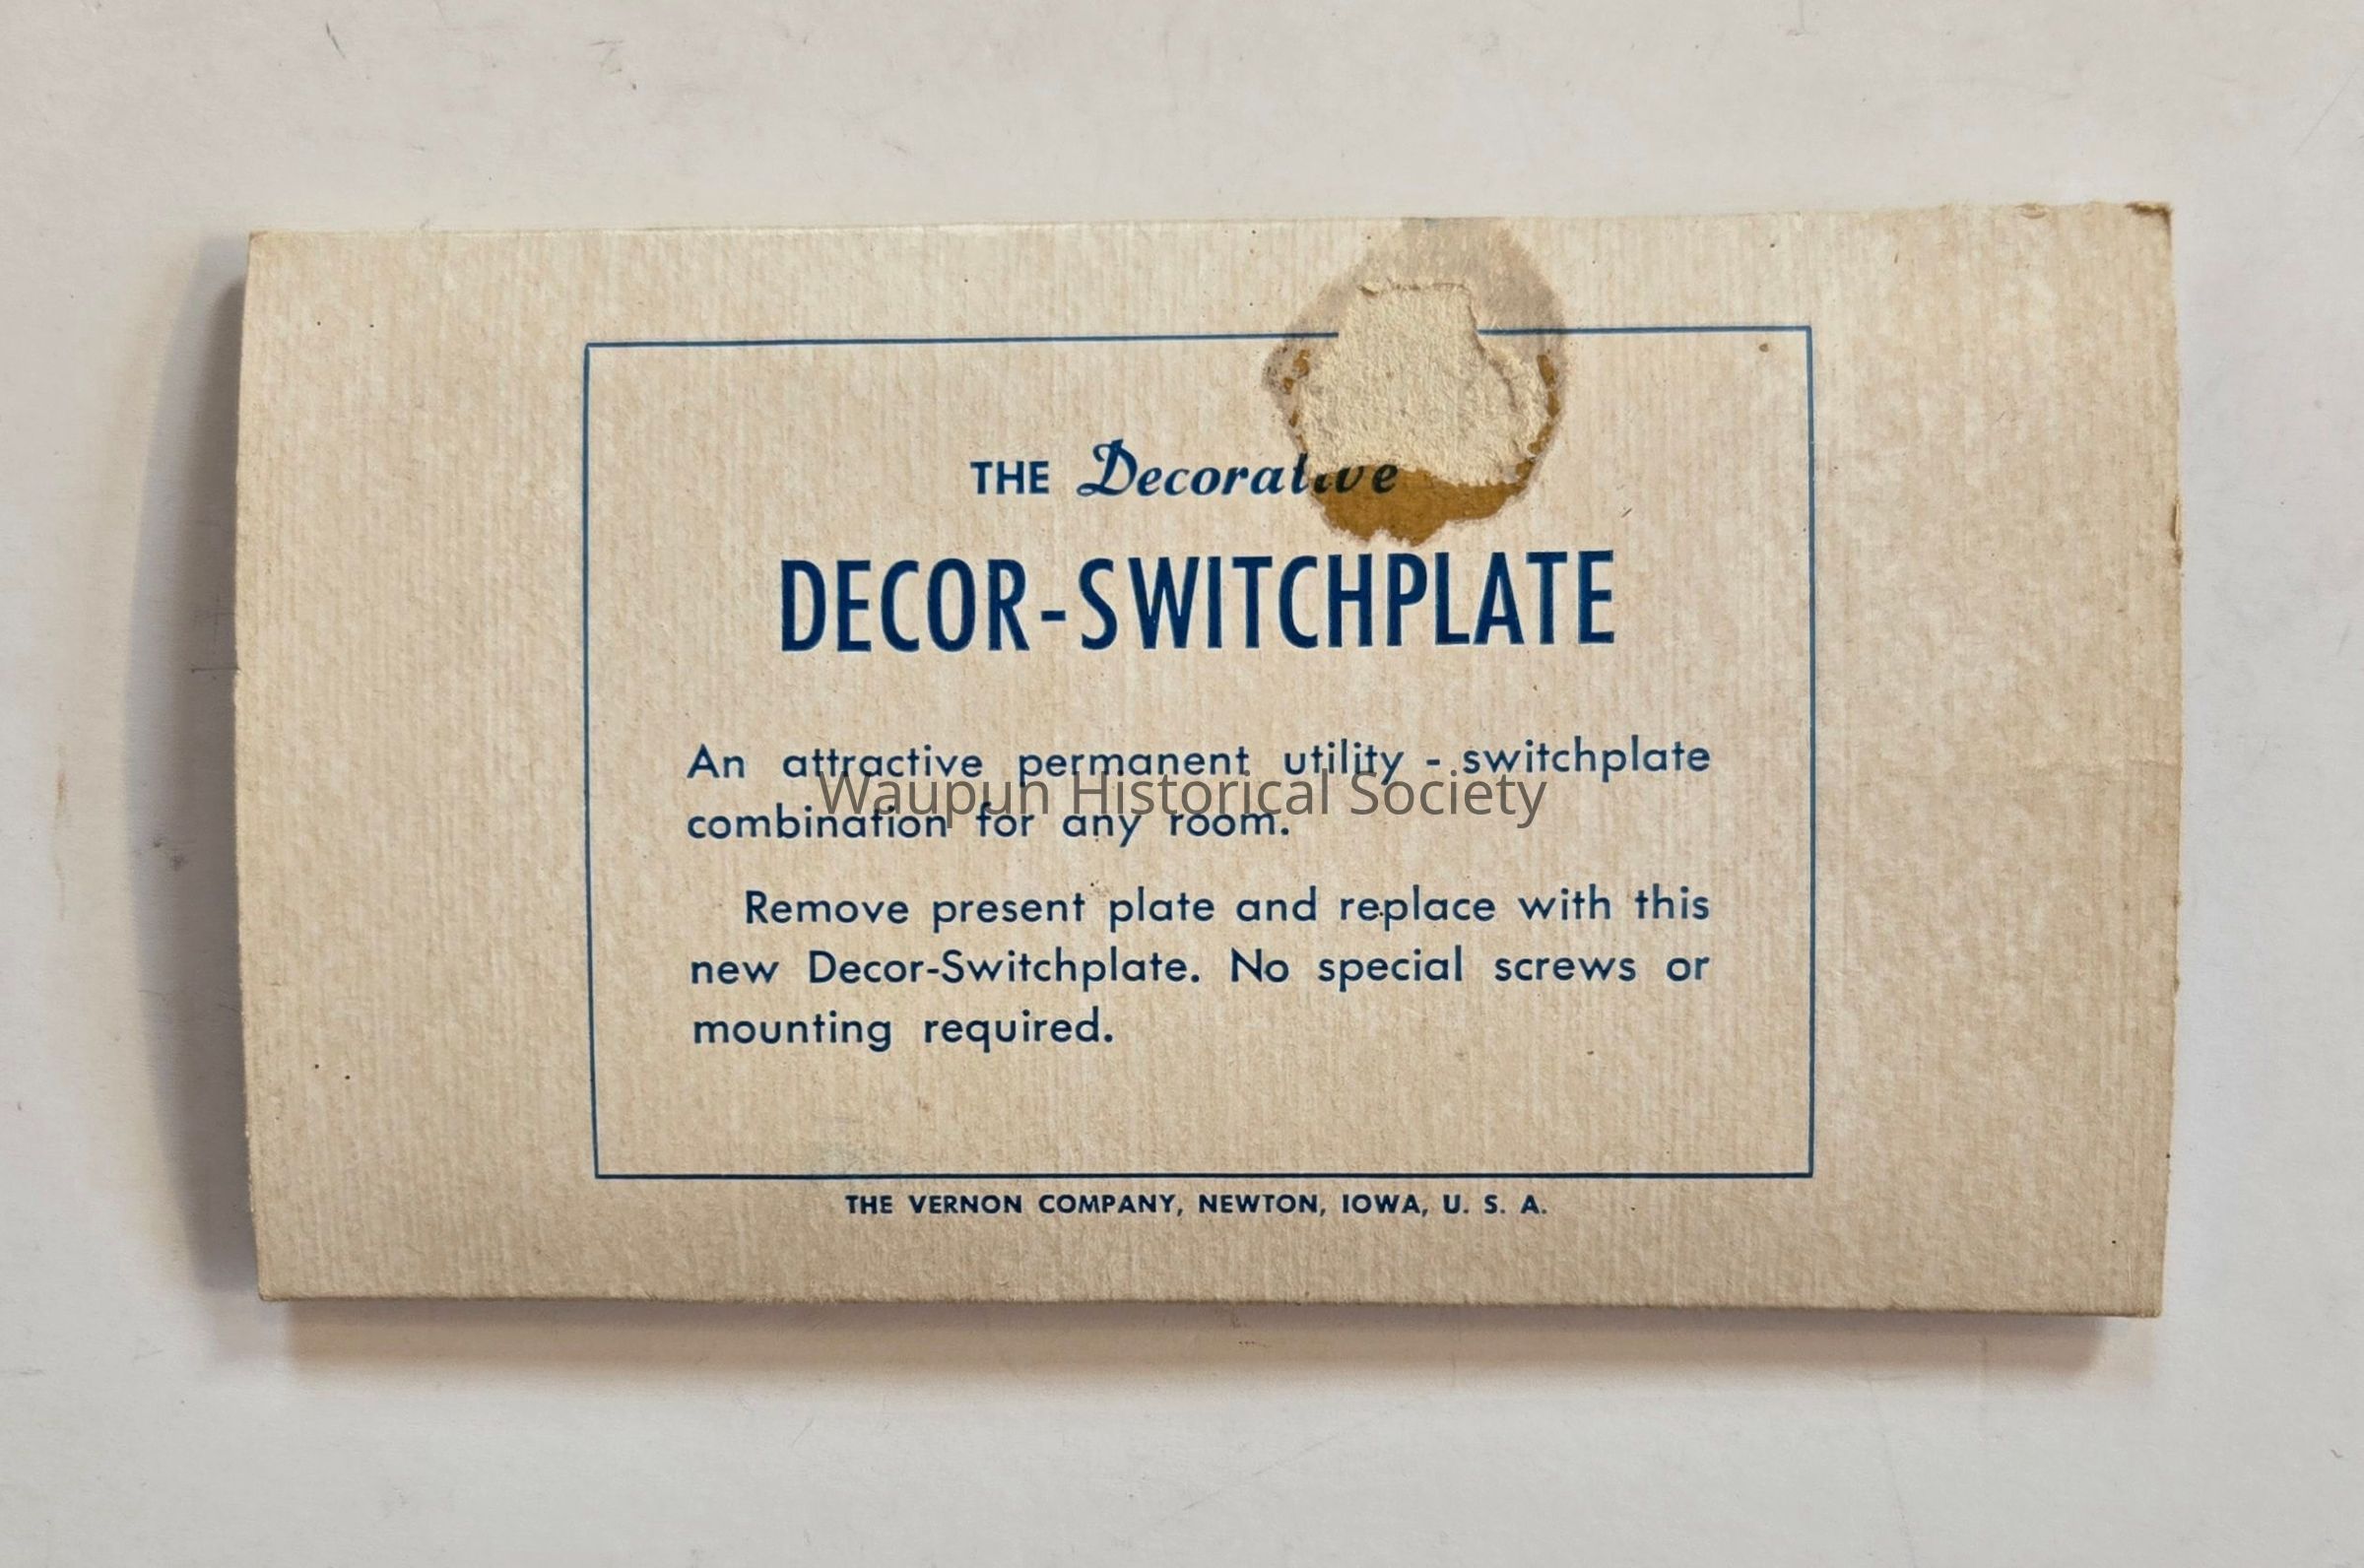 THE Decorative
DECOR-SWITCHPLATE
An attractive permanent utility - switchplate
combination for any room.
Waupun Historical Society
Remove present plate and replace with this
new Decor-Switchplate. No special screws or
mounting required.
THE VERNON COMPANY, NEWTON, IOWA, U. S. A.